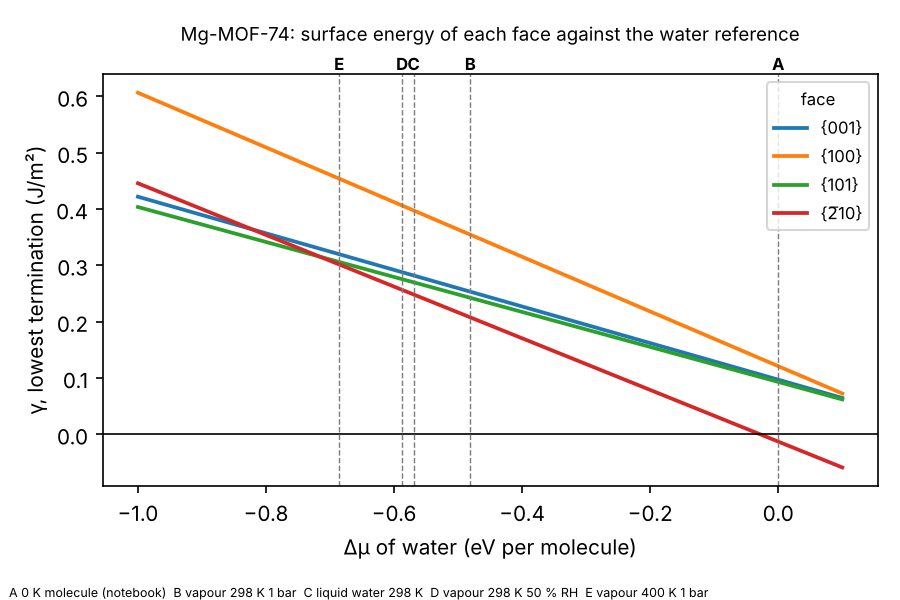 Mg-MOF-74: surface energy of each face against the water reference
E DC B A
face
{001}
{100}
{101}
{2̅10}
γ, lowest termination (J/m²)
0.6
0.5
0.4
0.3
0.2
0.1
0.0
−1.0 −0.8 −0.6 −0.4 −0.2 0.0
Δμ of water (eV per molecule)
A 0 K molecule (notebook) B vapour 298 K 1 bar C liquid water 298 K D vapour 298 K 50 % RH E vapour 400 K 1 bar